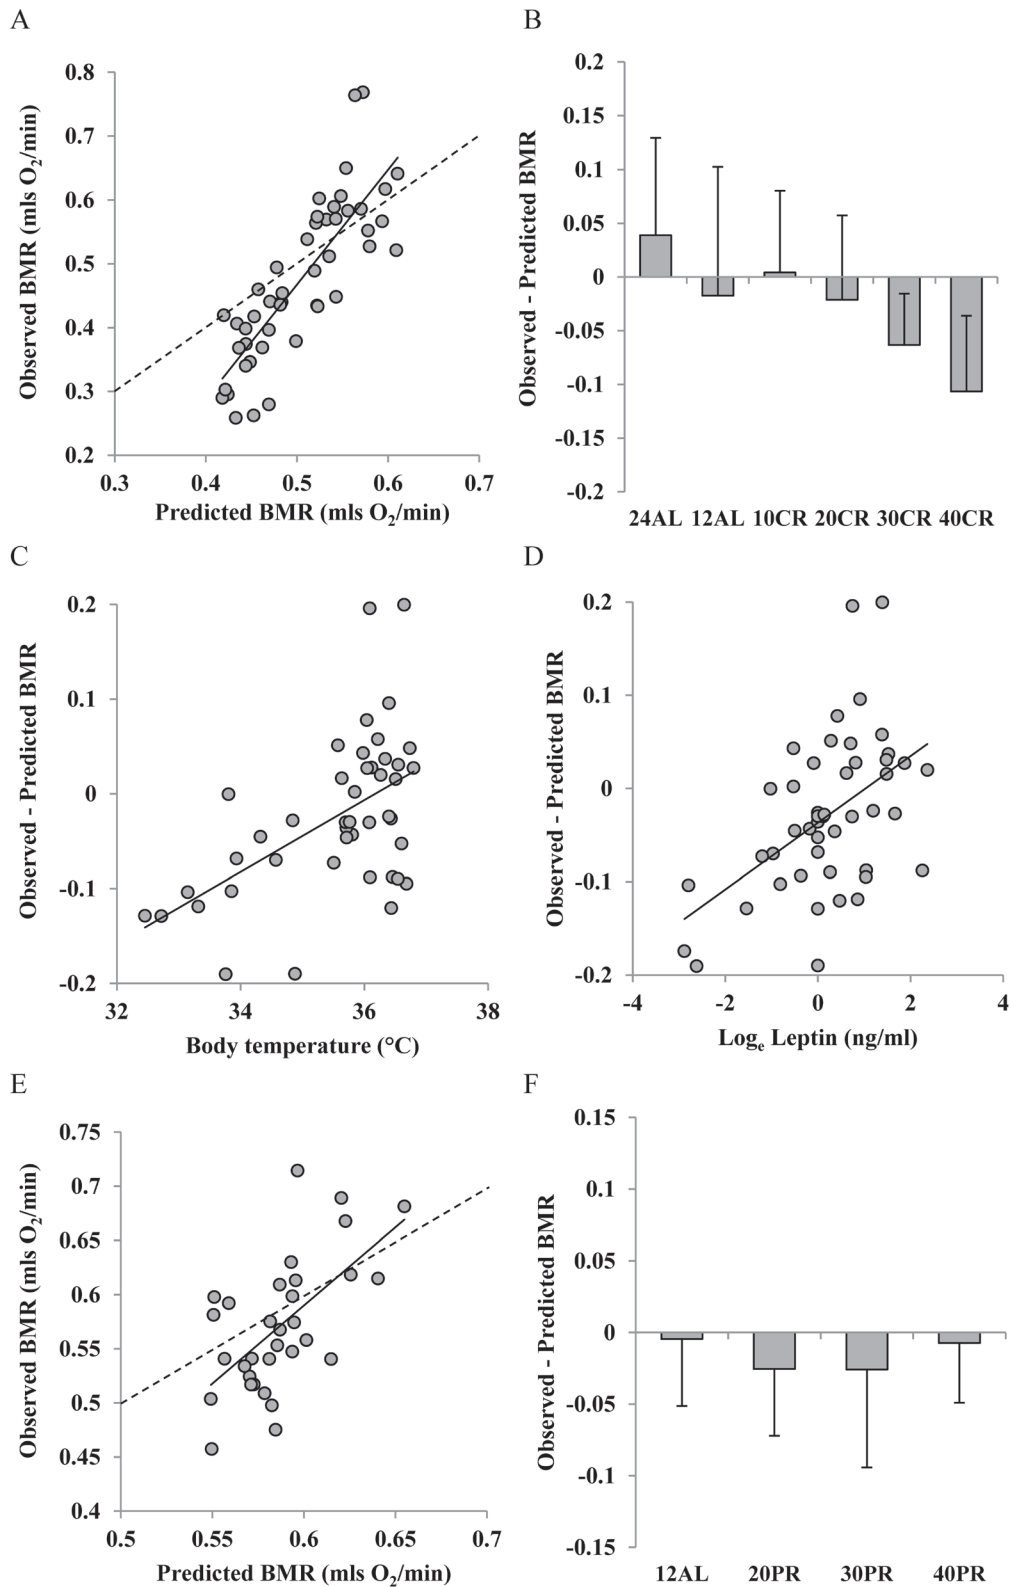 A
Observed BMR (mls O2/min)
0.8
0.7
0.6
0.5
0.4
0.3
0.2
0.3 0.4 0.5 0.6 0.7
Predicted BMR (mls O2/min)
B
Observed - Predicted BMR
0.2
0.15
0.1
0.05
0
-0.05
-0.1
-0.15
-0.2
24AL 12AL 10CR 20CR 30CR 40CR
C
Observed - Predicted BMR
0.2
0.1
0
-0.1
-0.2
32 34 36 38
Body temperature (°C)
D
Observed - Predicted BMR
0.2
0.1
0
-0.1
-0.2
-4 -2 0 2 4
Loge Leptin (ng/ml)
E
Observed BMR (mls O2/min)
0.75
0.7
0.65
0.6
0.55
0.5
0.45
0.4
0.5 0.55 0.6 0.65 0.7
Predicted BMR (mls O2/min)
F
Observed - Predicted BMR
0.15
0.1
0.05
0
-0.05
-0.1
-0.15
12AL 20PR 30PR 40PR